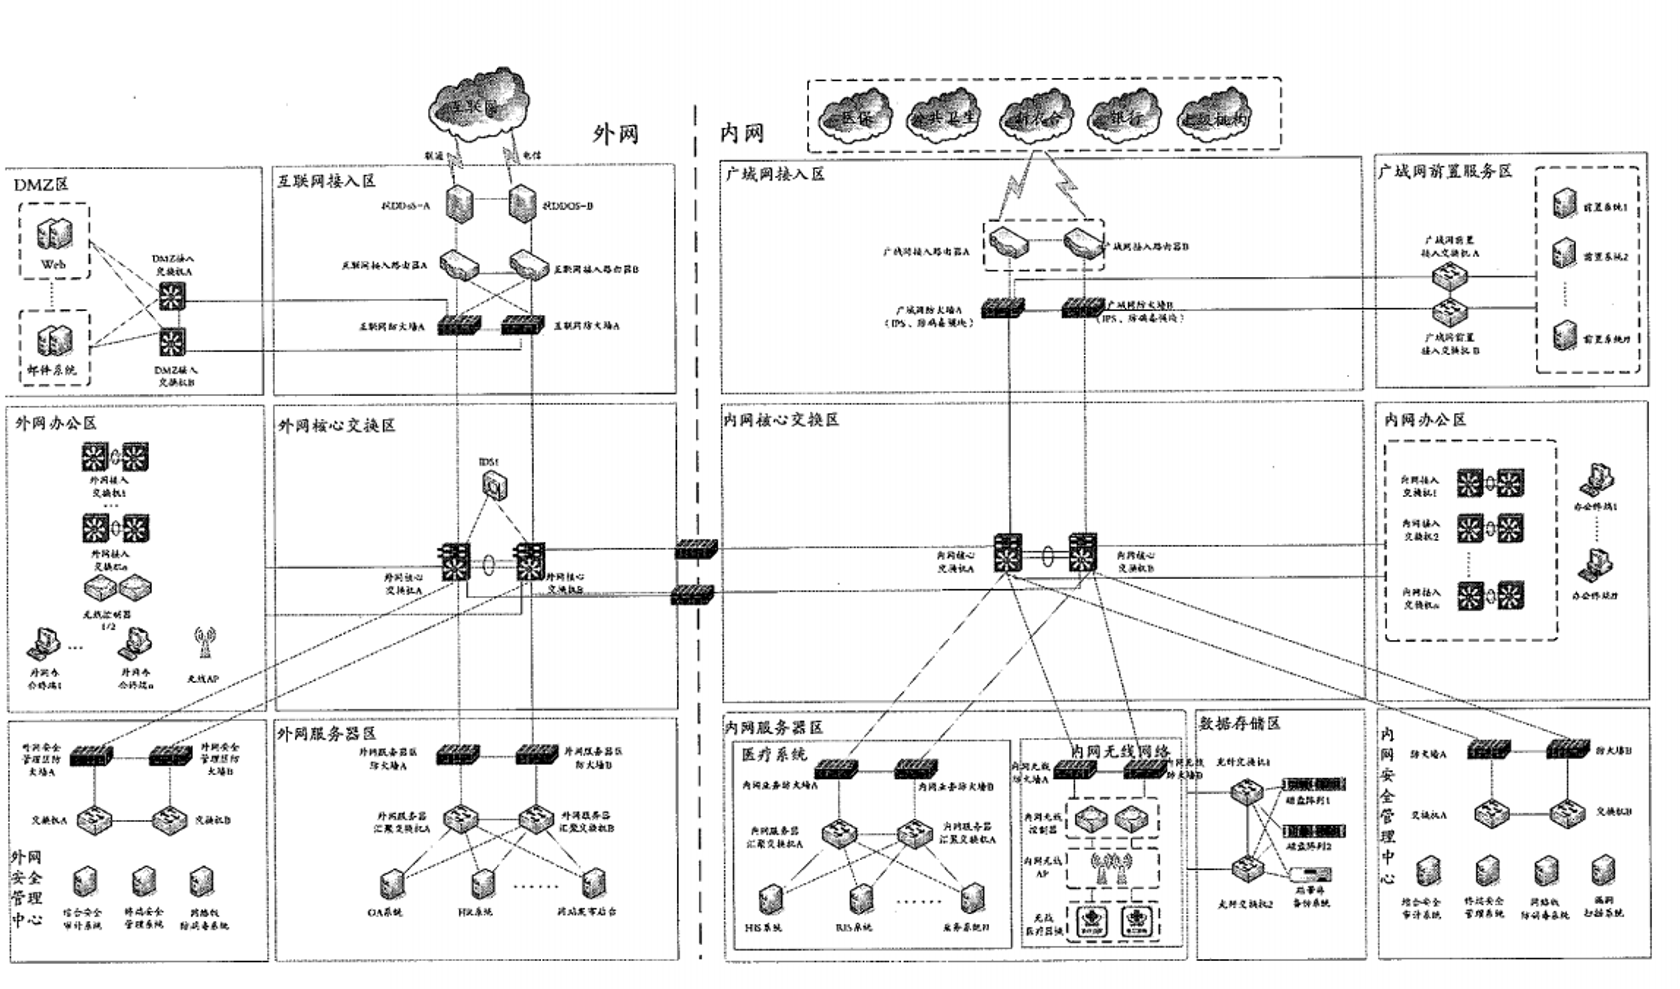 互联网
外网
联通
电信
DMZ区
Web
邮件系统
DMZ接入
交换机A
DMZ接入
交换机B
互联网接入区
抗DDoS-A
抗DDOS-B
互联网接入路由器A
互联网接入路由器B
互联网防火墙A
互联网防火墙A
外网办公区
外网接入
交换机1
...
外网接入
交换机n
无线控制器
1/2
外网办
公终端1
...
外网办
公终端n
无线AP
外网核心交换区
IDS1
外网核心
交换机A
外网核心
交换机B
外网安全
管理区防
火墙A
外网安全
管理区防
火墙B
交换机A
交换机B
外网
安全
管理
中心
综合安全
审计系统
终端安全
管理系统
网络版
防病毒系统
外网服务器区
外网服务器区
防火墙A
外网服务器区
防火墙B
外网服务器
汇聚交换机A
外网服务器
汇聚交换机B
OA系统
HR系统
......
网站发布后台
内网
医保
公共卫生
新农合
银行
上级机构
广域网接入区
广域网接入路由器A
广域网接入路由器B
广域网防火墙A
(IPS、防病毒模块)
广域网防火墙B
(IPS、防病毒模块)
广域网前置服务区
广域网前置
接入交换机A
广域网前置
接入交换机B
前置系统1
前置系统2
前置系统n
内网核心交换区
内网核心
交换机A
内网核心
交换机B
内网办公区
内网接入
交换机1
内网接入
交换机2
内网接入
交换机n
办公终端1
办公终端n
内网服务器区
医疗系统
内网业务防火墙A
内网业务防火墙B
内网服务器
汇聚交换机A
内网服务器
汇聚交换机A
HIS系统
RIS系统
......
业务系统n
内网无线网络
内网无线
防火墙A
内网无线
防火墙B
内网无线
控制器
内网无线
AP
无线
医疗器械
数据存储区
光纤交换机1
磁盘阵列1
磁盘阵列2
备份系统
光纤交换机2
内网安全管理中心
防火墙A
防火墙B
交换机A
交换机B
综合安全
审计系统
终端安全
管理系统
网络版
防病毒系统
漏洞
扫描系统